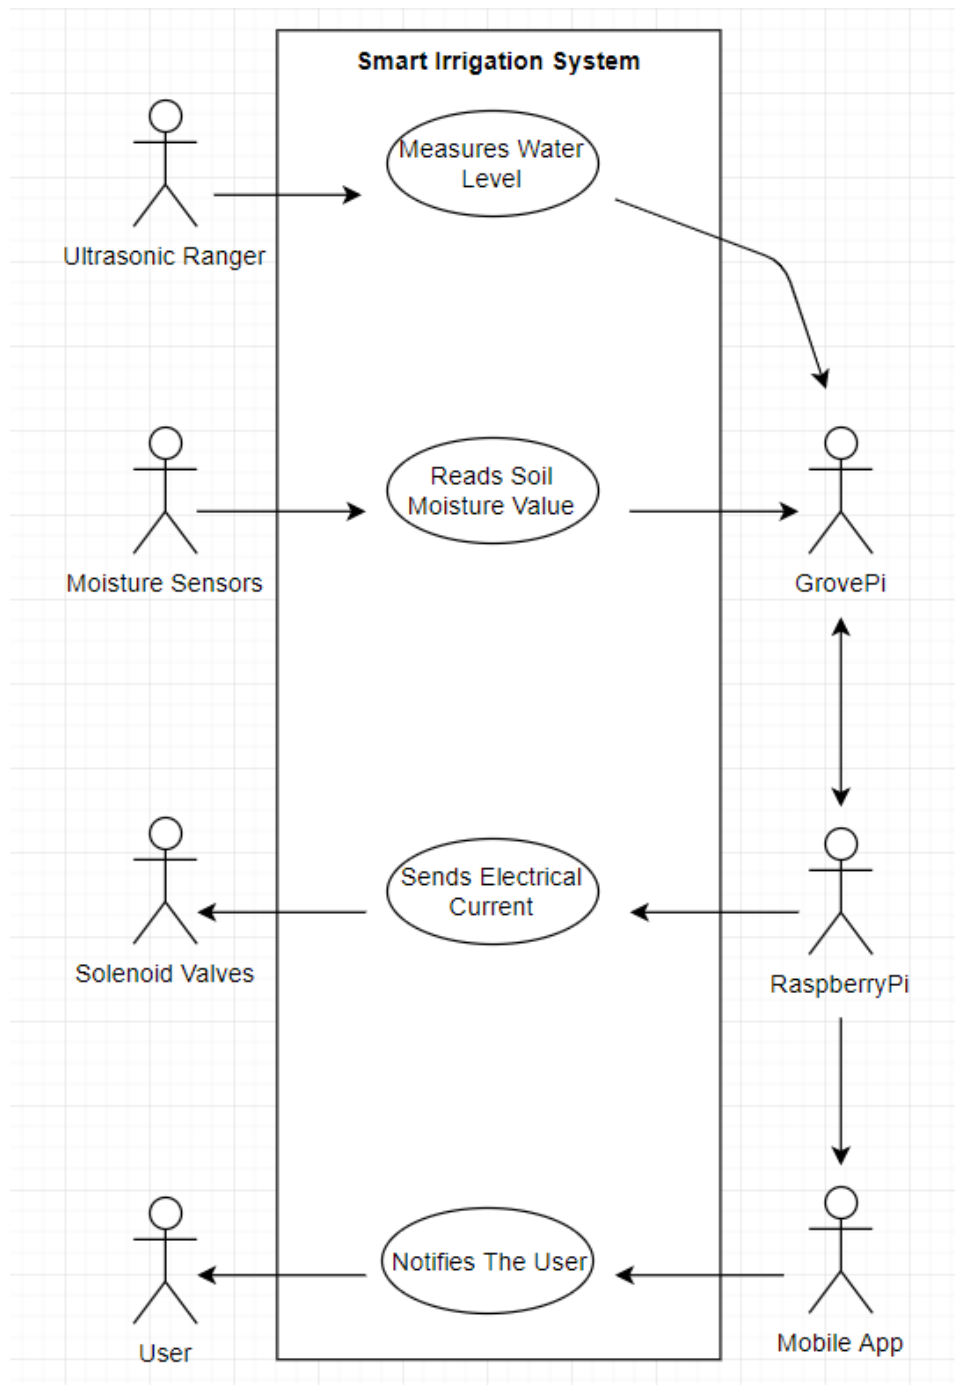 Smart Irrigation System
Measures Water
Level
Ultrasonic Ranger
Reads Soil
Moisture Value
Moisture Sensors
GrovePi
Sends Electrical
Current
Solenoid Valves
RaspberryPi
Notifies The User
User
Mobile App